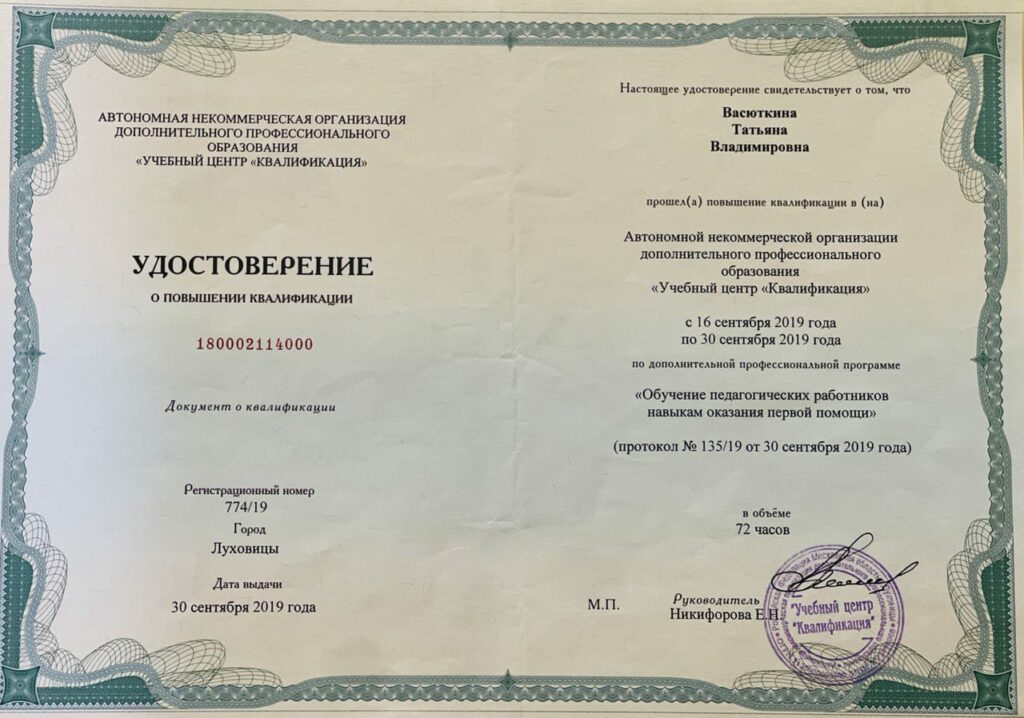 АВТОНОМНАЯ НЕКОММЕРЧЕСКАЯ ОРГАНИЗАЦИЯ
ДОПОЛНИТЕЛЬНОГО ПРОФЕССИОНАЛЬНОГО
ОБРАЗОВАНИЯ
«УЧЕБНЫЙ ЦЕНТР «КВАЛИФИКАЦИЯ»
УДОСТОВЕРЕНИЕ
О ПОВЫШЕНИИ КВАЛИФИКАЦИИ
180002114000
Документ о квалификации
Регистрационный номер
774/19
Город
Луховицы
Дата выдачи
30 сентября 2019 года
Настоящее удостоверение свидетельствует о том, что
Васюткина
Татьяна
Владимировна
прошел(а) повышение квалификации в (на)
Автономной некоммерческой организации
дополнительного профессионального
образования
«Учебный центр «Квалификация»
с 16 сентября 2019 года
по 30 сентября 2019 года
по дополнительной профессиональной программе
«Обучение педагогических работников
навыкам оказания первой помощи»
(протокол № 135/19 от 30 сентября 2019 года)
в объёме
72 часов
М.П.
Руководитель
Никифорова Е.Н.
"Учебный центр
"Квалификация"